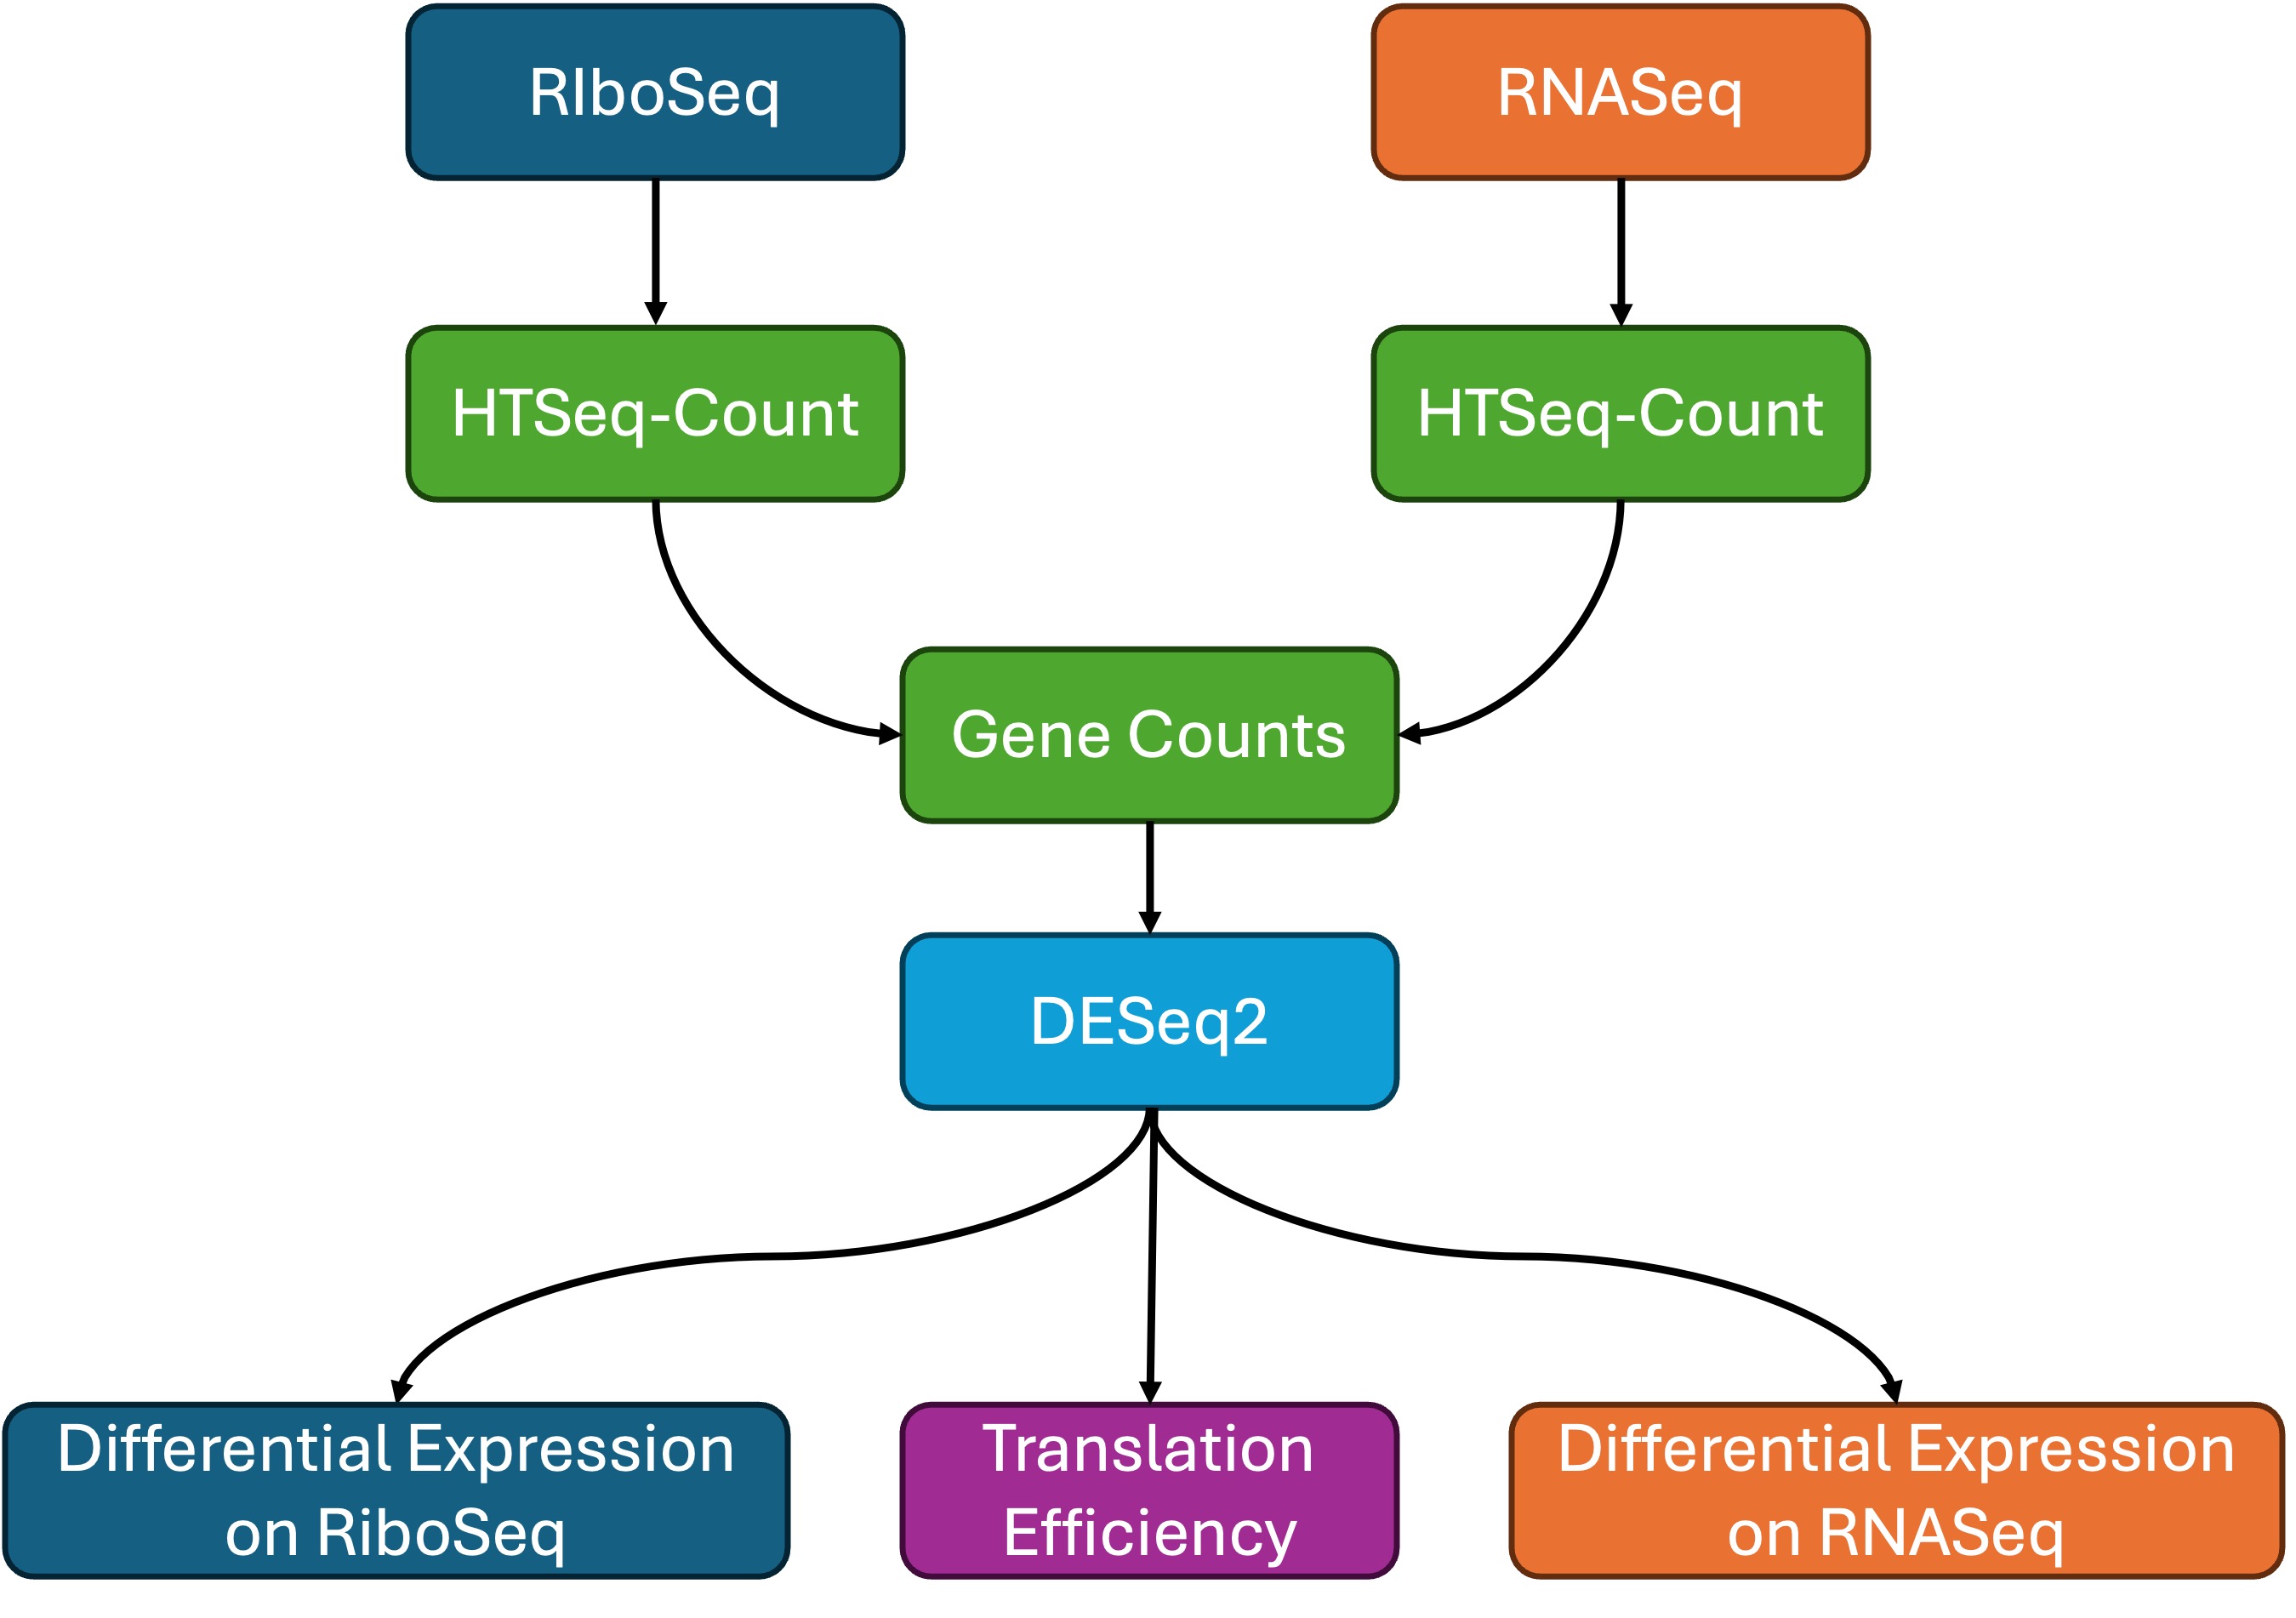 RIboSeq
RNASeq
HTSeq-Count
HTSeq-Count
Gene Counts
DESeq2
Differential Expression
on RiboSeq
Translation
Efficiency
Differential Expression
on RNASeq